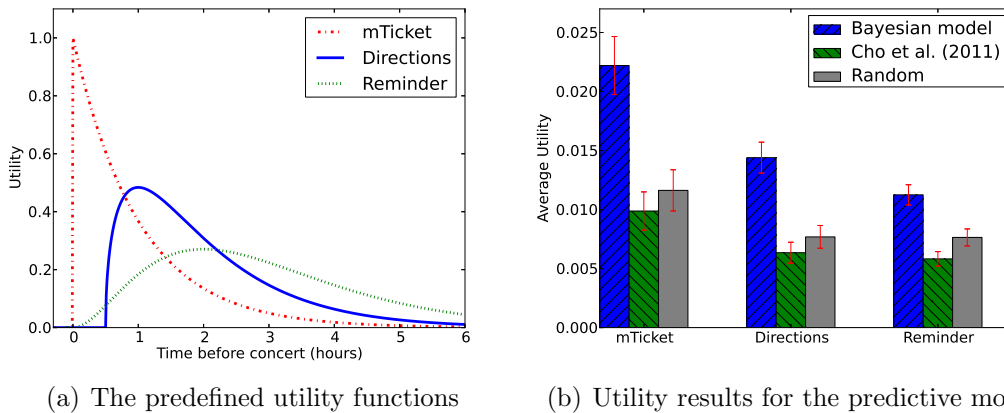 1.0
0.8
0.6
0.4
0.2
0.0
Utility
mTicket
Directions
Reminder
0 1 2 3 4 5 6
Time before concert (hours)
(a) The predefined utility functions
0.025
0.020
0.015
0.010
0.005
0.000
Average Utility
Bayesian model
Cho et al. (2011)
Random
mTicket Directions Reminder
(b) Utility results for the predictive mo